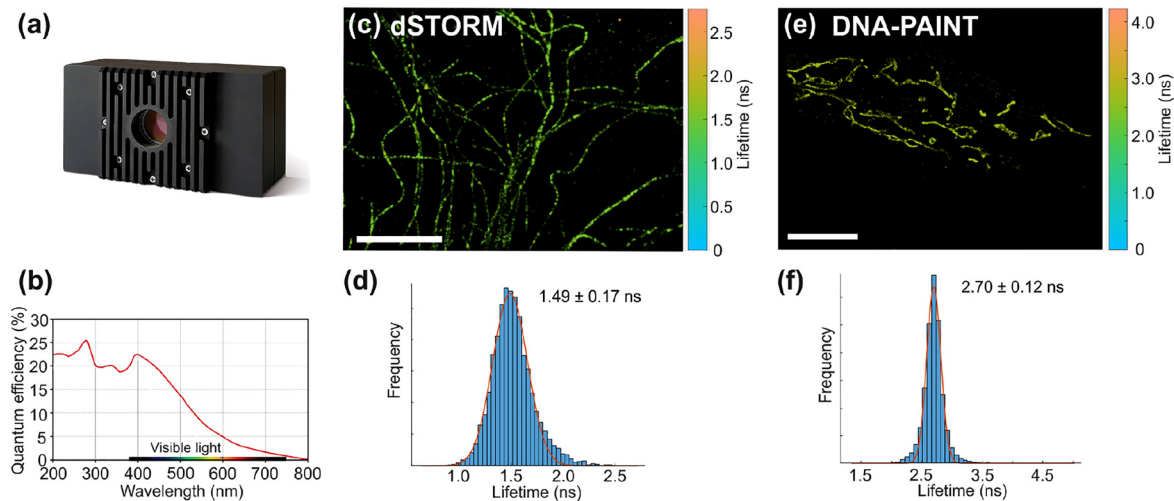 (a)
(b)
Quantum efficiency (%)
30
25
20
15
10
5
0
Visible light
200 300 400 500 600 700 800
Wavelength (nm)
(c) dSTORM
2.5
2.0
1.5
1.0
0.5
0
Lifetime (ns)
(d)
1.49 ± 0.17 ns
Frequency
1.0 1.5 2.0 2.5
Lifetime (ns)
(e) DNA-PAINT
4.0
3.0
2.0
1.0
0
Lifetime (ns)
(f)
2.70 ± 0.12 ns
Frequency
1.5 2.5 3.5 4.5
Lifetime (ns)